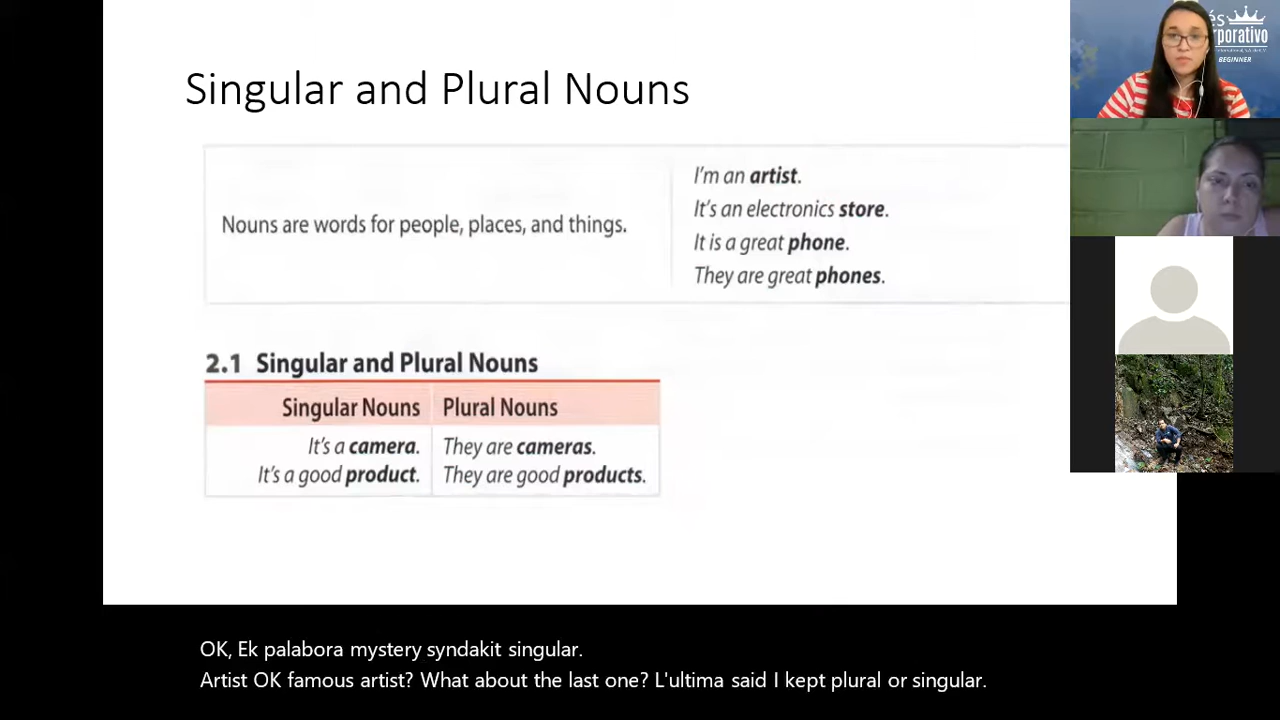 Singular and Plural Nouns
Nouns are words for people, places, and things.
I'm an artist.
It's an electronics store.
It is a great phone.
They are great phones.
2.1 Singular and Plural Nouns
Singular Nouns Plural Nouns
It's a camera. They are cameras.
It's a good product. They are good products.
és
rporativo
BEGINNER
OK, Ek palabora mystery syndakit singular.
Artist OK famous artist? What about the last one? L'ultima said I kept plural or singular.